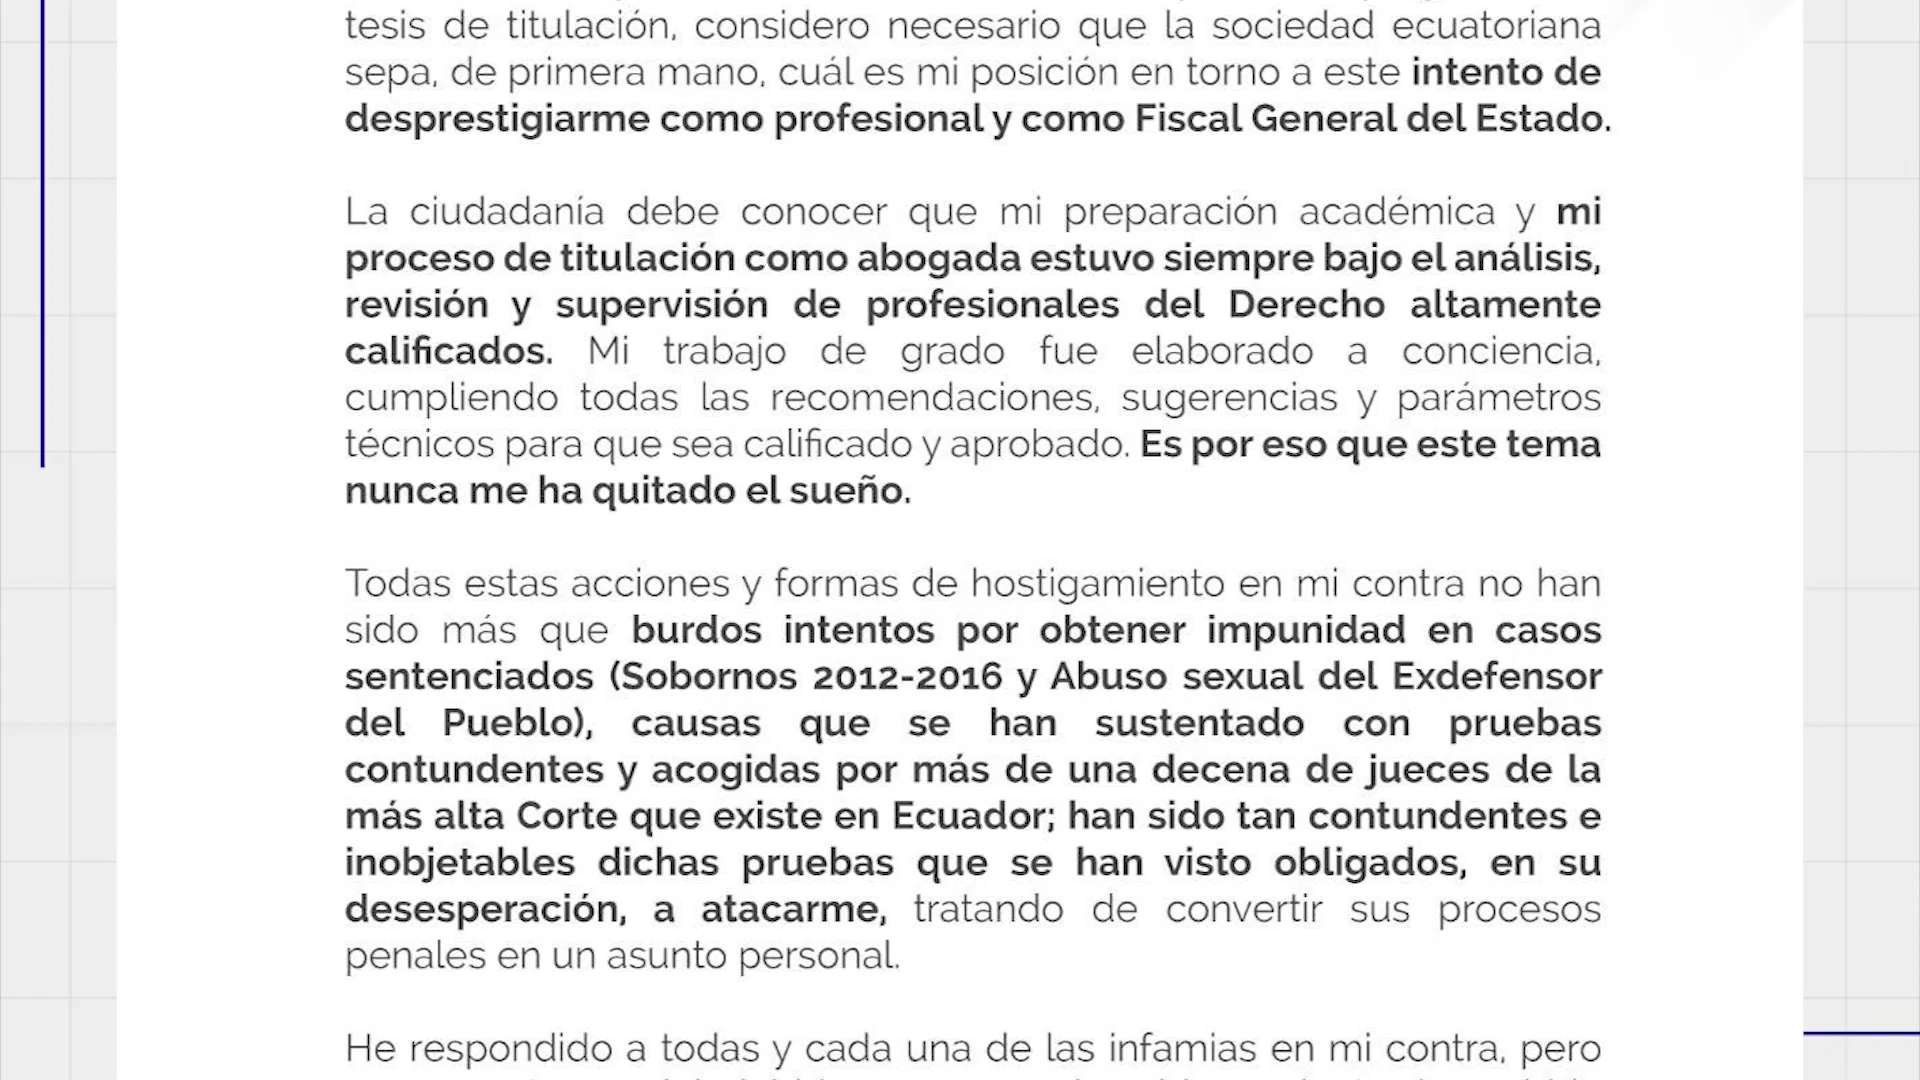 tesis de titulación, considero necesario que la sociedad ecuatoriana
sepa, de primera mano, cuál es mi posición en torno a este intento de
desprestigiarme como profesional y como Fiscal General del Estado.
La ciudadanía debe conocer que mi preparación académica y mi
proceso de titulación como abogada estuvo siempre bajo el análisis,
revisión y supervisión de profesionales del Derecho altamente
calificados. Mi trabajo de grado fue elaborado a conciencia,
cumpliendo todas las recomendaciones, sugerencias y parámetros
técnicos para que sea calificado y aprobado. Es por eso que este tema
nunca me ha quitado el sueño.
Todas estas acciones y formas de hostigamiento en mi contra no han
sido más que burdos intentos por obtener impunidad en casos
sentenciados (Sobornos 2012-2016 y Abuso sexual del Exdefensor
del Pueblo), causas que se han sustentado con pruebas
contundentes y acogidas por más de una decena de jueces de la
más alta Corte que existe en Ecuador; han sido tan contundentes e
inobjetables dichas pruebas que se han visto obligados, en su
desesperación, a atacarme, tratando de convertir sus procesos
penales en un asunto personal.
He respondido a todas y cada una de las infamias en mi contra, pero